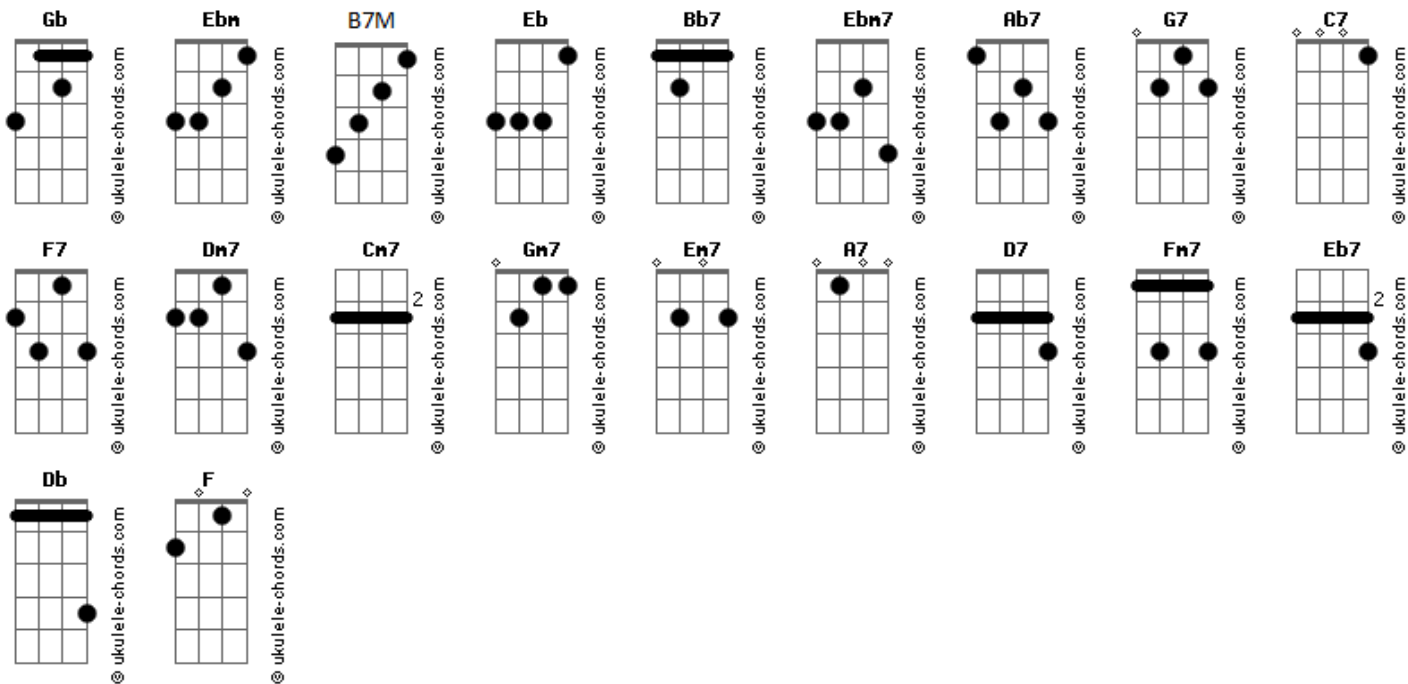 Gb Ebm B7M Eb Bb7 Ebm7 Ab7 G7 C7
© ukulele-chords.com © ukulele-chords.com © ukulele-chords.com © ukulele-chords.com © ukulele-chords.com © ukulele-chords.com © ukulele-chords.com © ukulele-chords.com © ukulele-chords.com
F7 Dm7 Cm7 Gm7 Em7 A7 D7 Fm7 Eb7
2 2
© ukulele-chords.com © ukulele-chords.com © ukulele-chords.com © ukulele-chords.com © ukulele-chords.com © ukulele-chords.com © ukulele-chords.com © ukulele-chords.com © ukulele-chords.com
Db F
© ukulele-chords.com © ukulele-chords.com